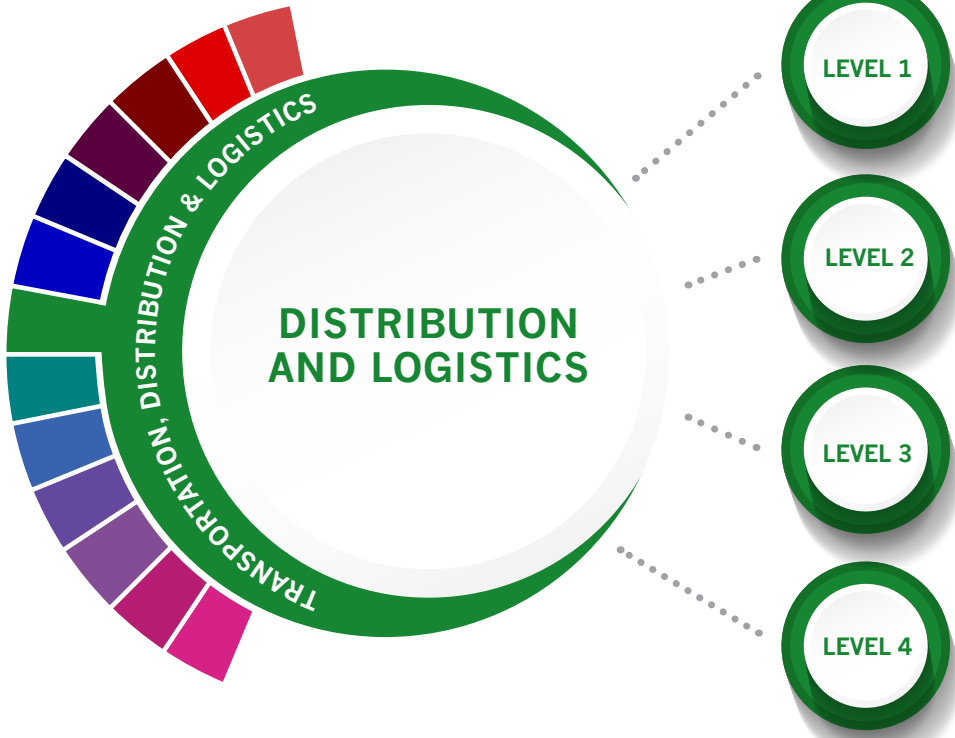 TRANSPORTATION, DISTRIBUTION & LOGISTICS
DISTRIBUTION
AND LOGISTICS
LEVEL 1
LEVEL 2
LEVEL 3
LEVEL 4